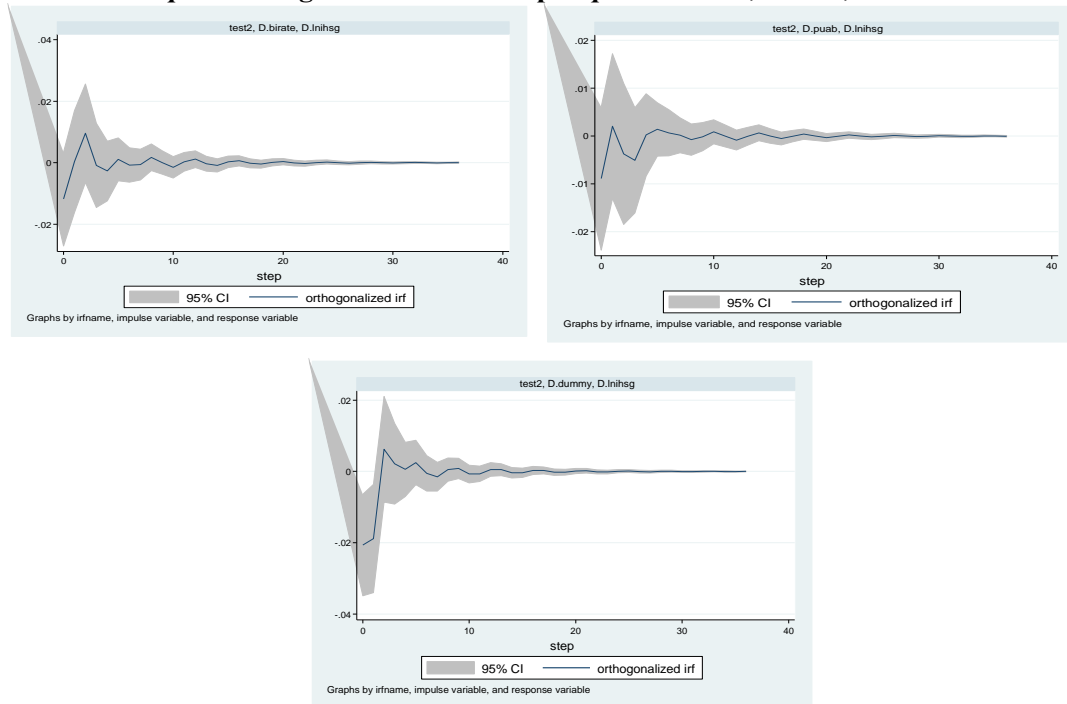 test2, D.birate, D.lnihsg
.04
.02
0
-.02
0 10 20 30 40
step
95% CI orthogonalized irf
Graphs by irfname, impulse variable, and response variable
test2, D.puab, D.lnihsg
.02
.01
0
-.01
-.02
0 10 20 30 40
step
95% CI orthogonalized irf
Graphs by irfname, impulse variable, and response variable
test2, D.dummy, D.lnihsg
.02
0
-.02
-.04
0 10 20 30 40
step
95% CI orthogonalized irf
Graphs by irfname, impulse variable, and response variable